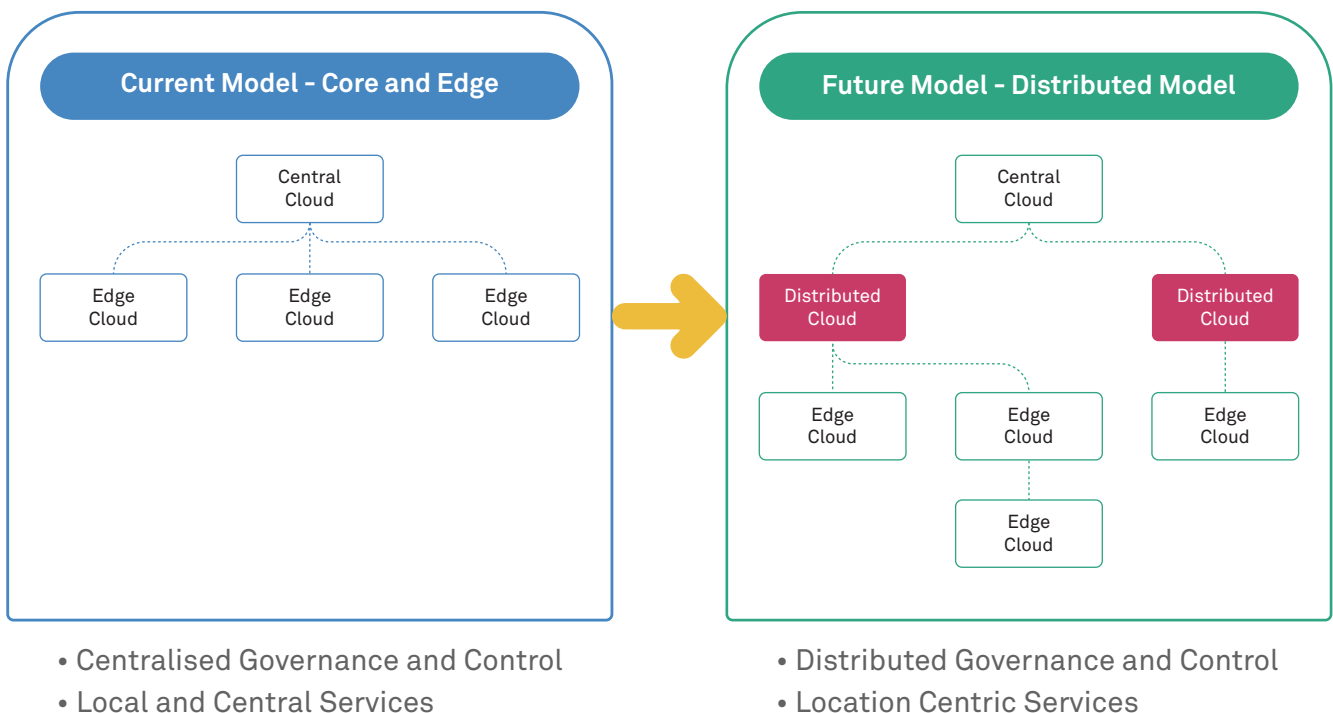 Current Model - Core and Edge
Central
Cloud
Edge
Cloud
Edge
Cloud
Edge
Cloud
• Centralised Governance and Control
• Local and Central Services
Future Model - Distributed Model
Central
Cloud
Distributed
Cloud
Distributed
Cloud
Edge
Cloud
Edge
Cloud
Edge
Cloud
Edge
Cloud
• Distributed Governance and Control
• Location Centric Services